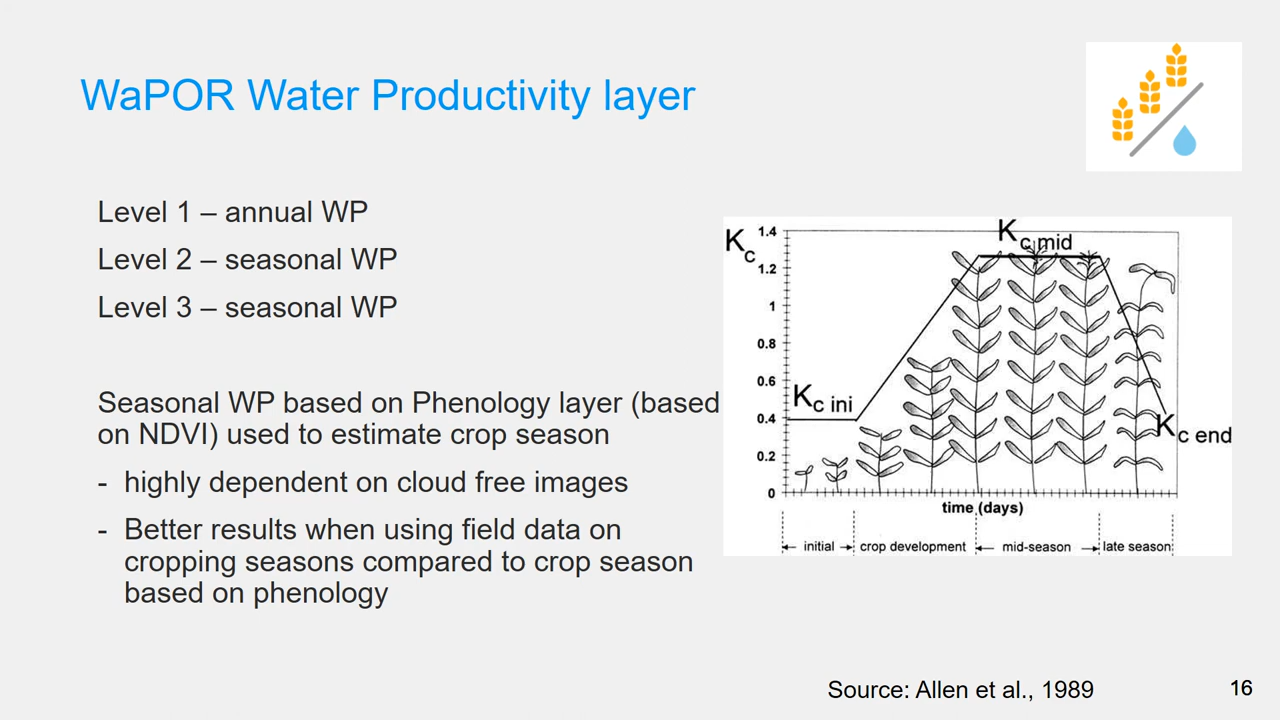 WaPOR Water Productivity layer
Level 1 – annual WP
Level 2 – seasonal WP
Level 3 – seasonal WP
Seasonal WP based on Phenology layer (based
on NDVI) used to estimate crop season
- highly dependent on cloud free images
- Better results when using field data on
cropping seasons compared to crop season
based on phenology
Kc
1.4
1.2
1
0.8
0.6
0.4
0.2
0
Kc mid
Kc ini
Kc end
time (days)
initial crop development mid-season late season
Source: Allen et al., 1989
16